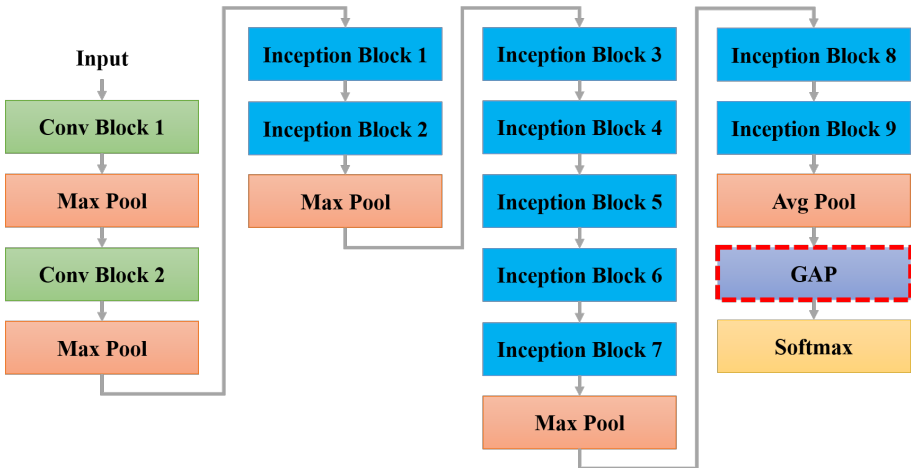 Input
Conv Block 1
Max Pool
Conv Block 2
Max Pool
Inception Block 1
Inception Block 2
Max Pool
Inception Block 3
Inception Block 4
Inception Block 5
Inception Block 6
Inception Block 7
Max Pool
Inception Block 8
Inception Block 9
Avg Pool
GAP
Softmax